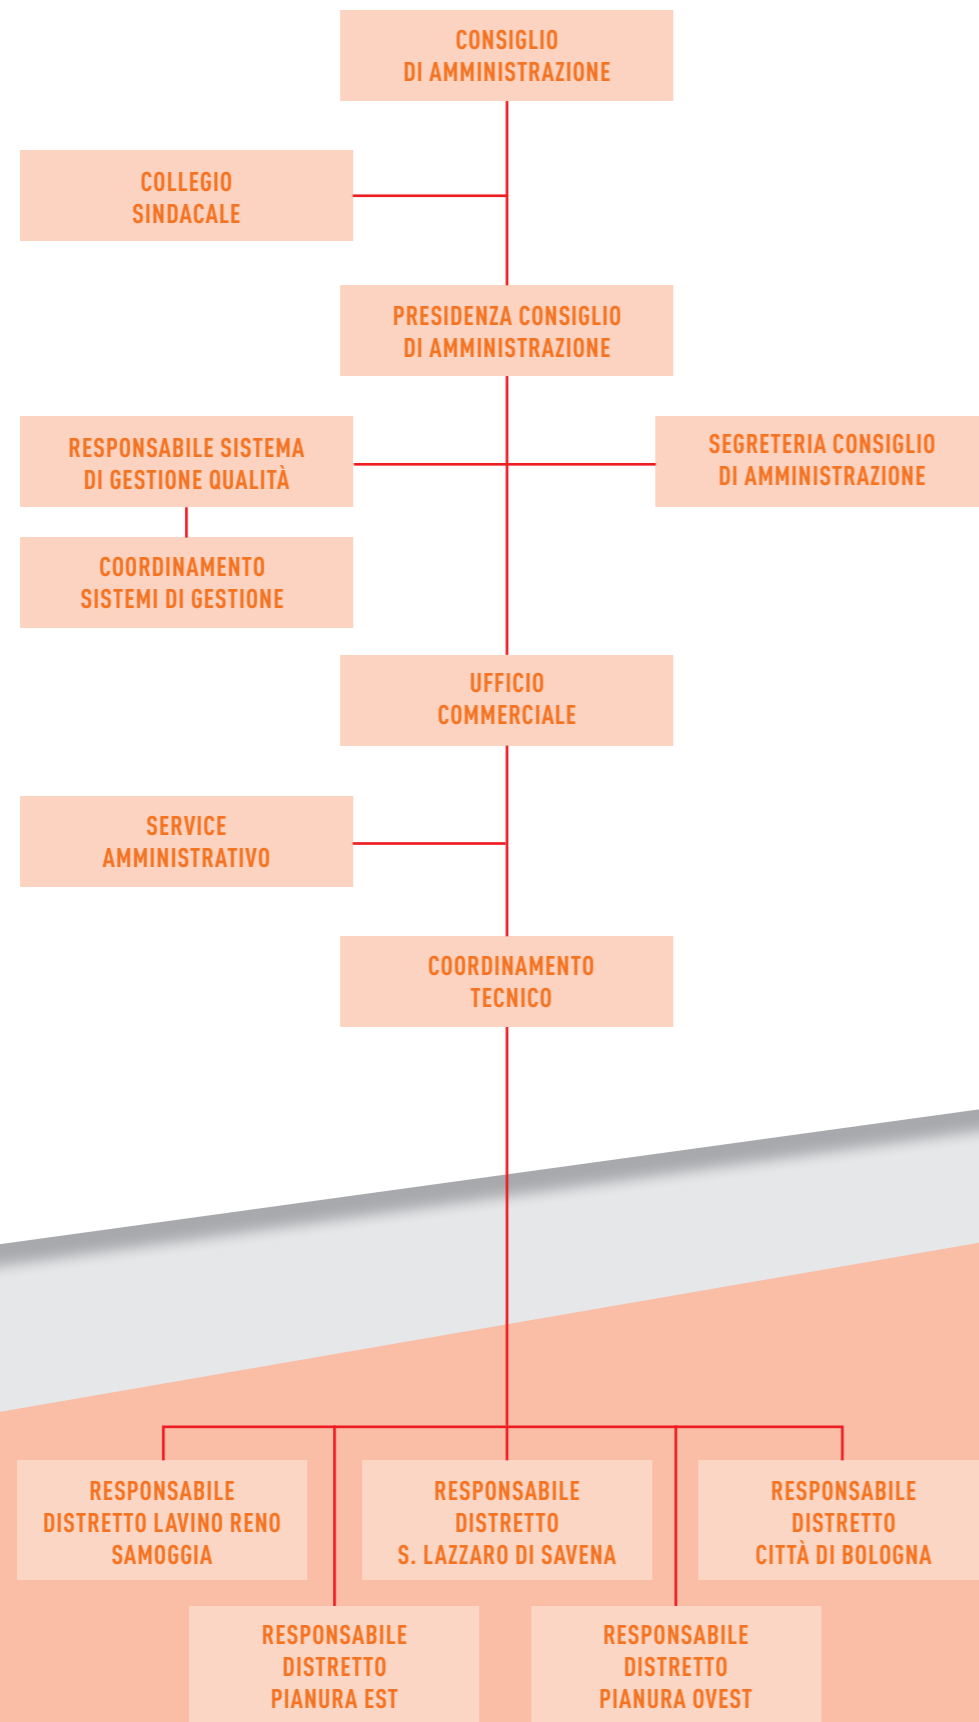 CONSIGLIO
DI AMMINISTRAZIONE
COLLEGIO
SINDACALE
PRESIDENZA CONSIGLIO
DI AMMINISTRAZIONE
RESPONSABILE SISTEMA
DI GESTIONE QUALITÀ
SEGRETERIA CONSIGLIO
DI AMMINISTRAZIONE
COORDINAMENTO
SISTEMI DI GESTIONE
UFFICIO
COMMERCIALE
SERVICE
AMMINISTRATIVO
COORDINAMENTO
TECNICO
RESPONSABILE
DISTRETTO LAVINO RENO
SAMOGGIA
RESPONSABILE
DISTRETTO
S. LAZZARO DI SAVENA
RESPONSABILE
DISTRETTO
CITTÀ DI BOLOGNA
RESPONSABILE
DISTRETTO
PIANURA EST
RESPONSABILE
DISTRETTO
PIANURA OVEST